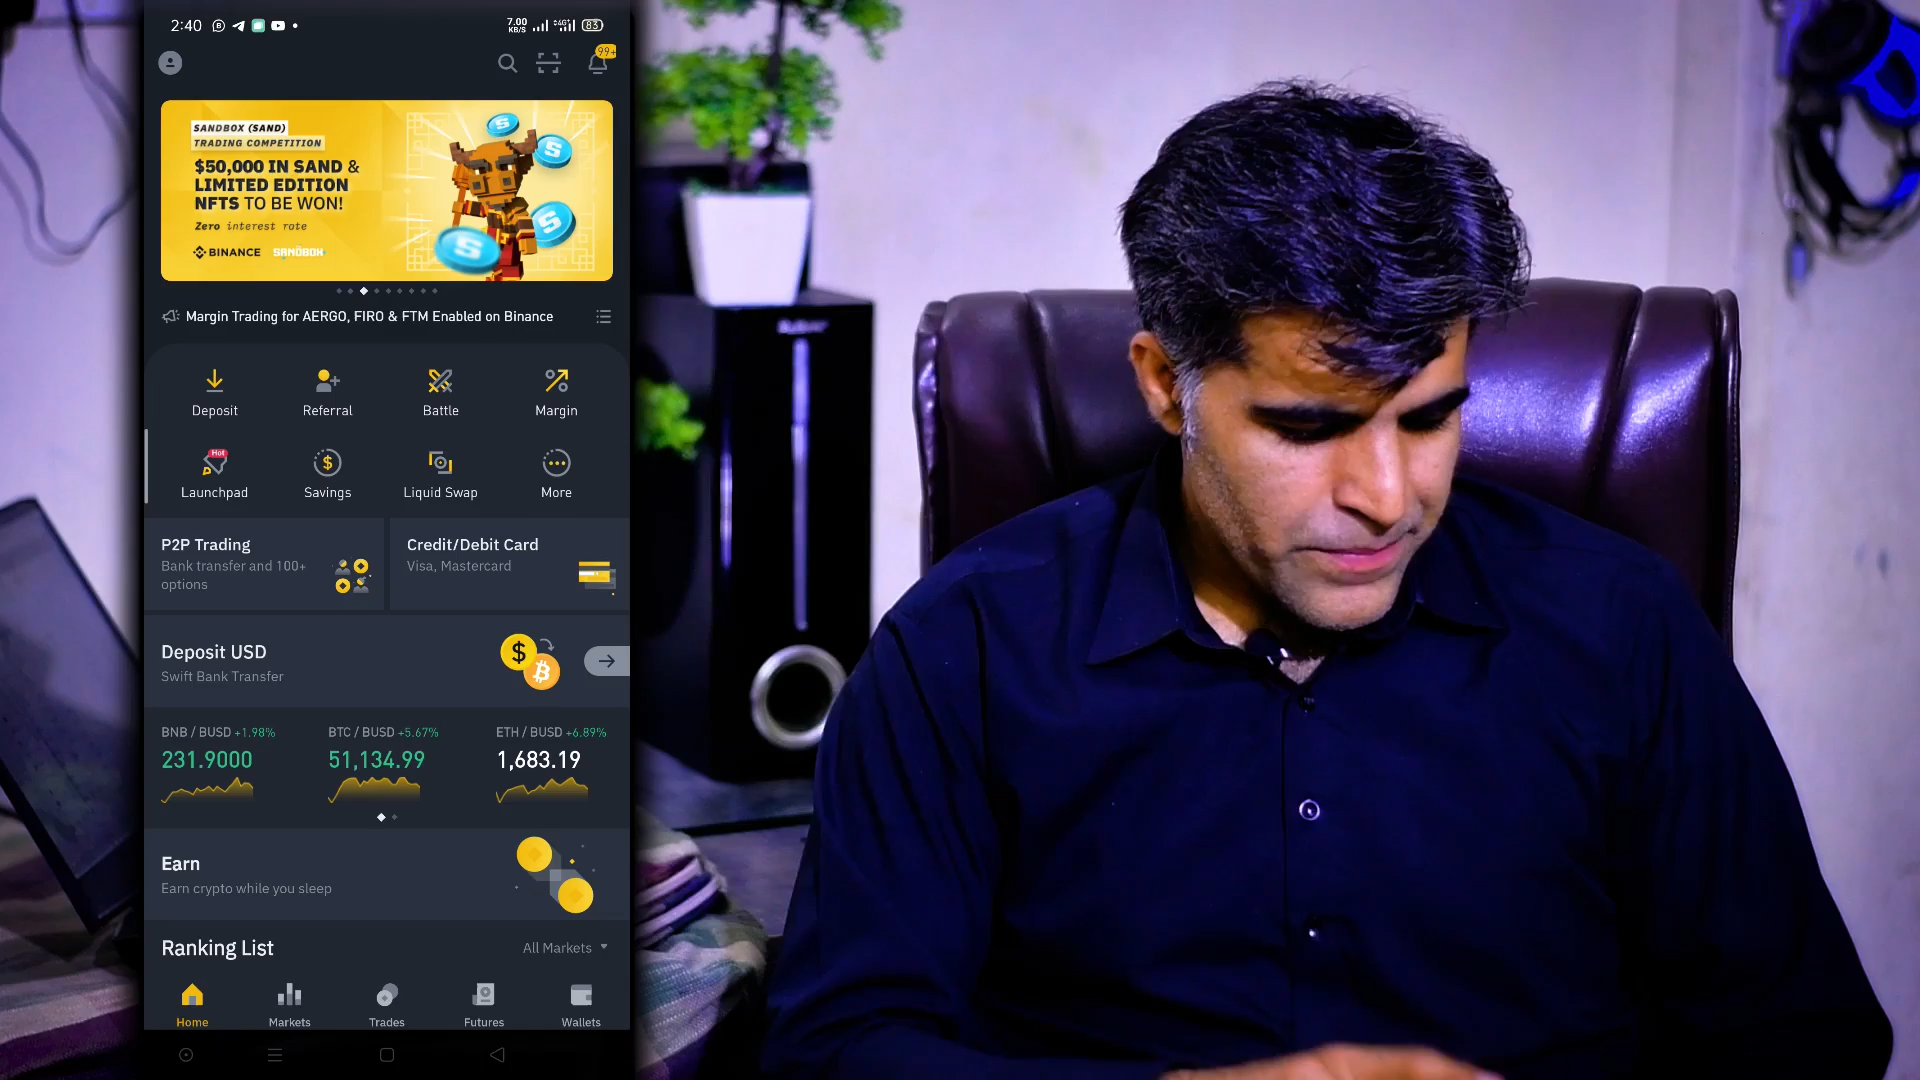 2:40
7.00
KB/S
4G+
83
99+
SANDBOX (SAND)
TRADING COMPETITION
$50,000 IN SAND &
LIMITED EDITION
NFTS TO BE WON!
Zero interest rate
BINANCE SANDBOX
Margin Trading for AERGO, FIRO & FTM Enabled on Binance
Deposit
Referral
Battle
Margin
Hot
Launchpad
Savings
Liquid Swap
More
P2P Trading
Bank transfer and 100+
options
Credit/Debit Card
Visa, Mastercard
Deposit USD
Swift Bank Transfer
BNB / BUSD +1.98%
231.9000
BTC / BUSD +5.67%
51,134.99
ETH / BUSD +6.89%
1,683.19
Earn
Earn crypto while you sleep
Ranking List
All Markets
Home
Markets
Trades
Futures
Wallets